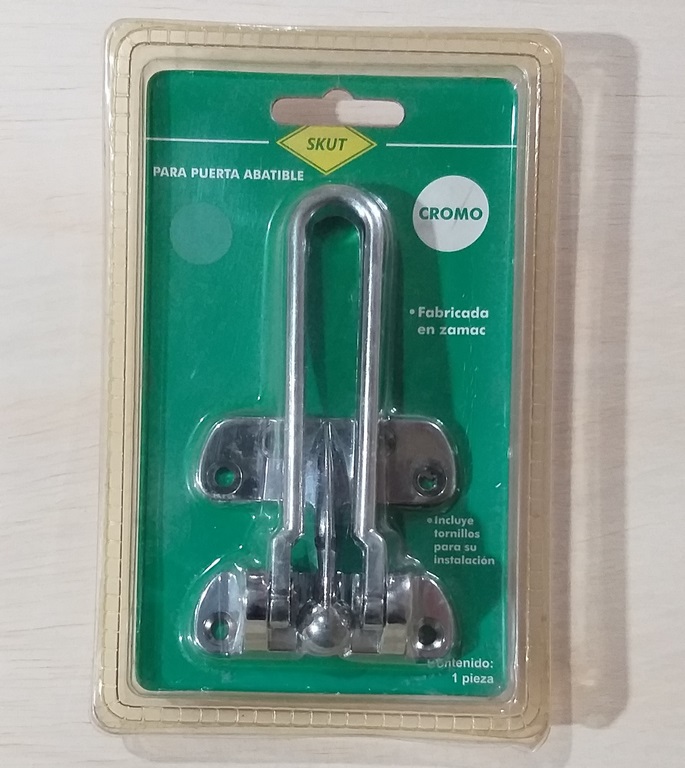 SKUT
PARA PUERTA ABATIBLE
CROMO
• Fabricada
en zamac
• Incluye
tornillos
para su
instalación
Contenido:
1 pieza